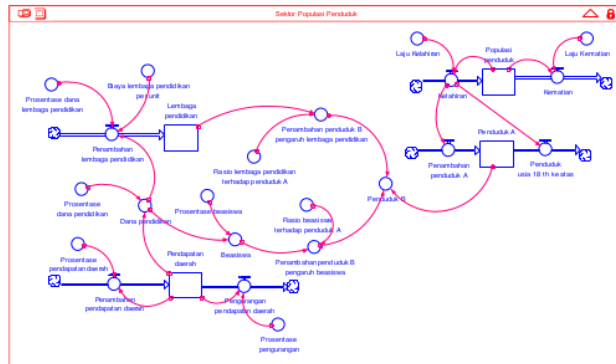 Sektor Populasi Penduduk
Laju Kelahiran
Populasi
penduduk
Laju Kematian
Kelahiran
Kematian
Prosentase dana
lembaga pendidikan
Biaya lembaga pendidikan
per unit
Lembaga
pendidikan
Penambahan
lembaga pendidikan
Penambahan penduduk B
pengaruh lembaga pendidikan
Penduduk A
Penambahan
penduduk A
Penduduk
usia 18 th ke atas
Rasio lembaga pendidikan
terhadap penduduk A
Penduduk B
Prosentase
dana pendidikan
Dana pendidikan
Prosentase beasiswa
Beasiswa
Rasio beasiswa
terhadap penduduk A
Penambahan penduduk B
pengaruh beasiswa
Prosentase
pendapatan daerah
Pendapatan
daerah
Penambahan
pendapatan daerah
Pengurangan
pendapatan daerah
Prosentase
pengurangan